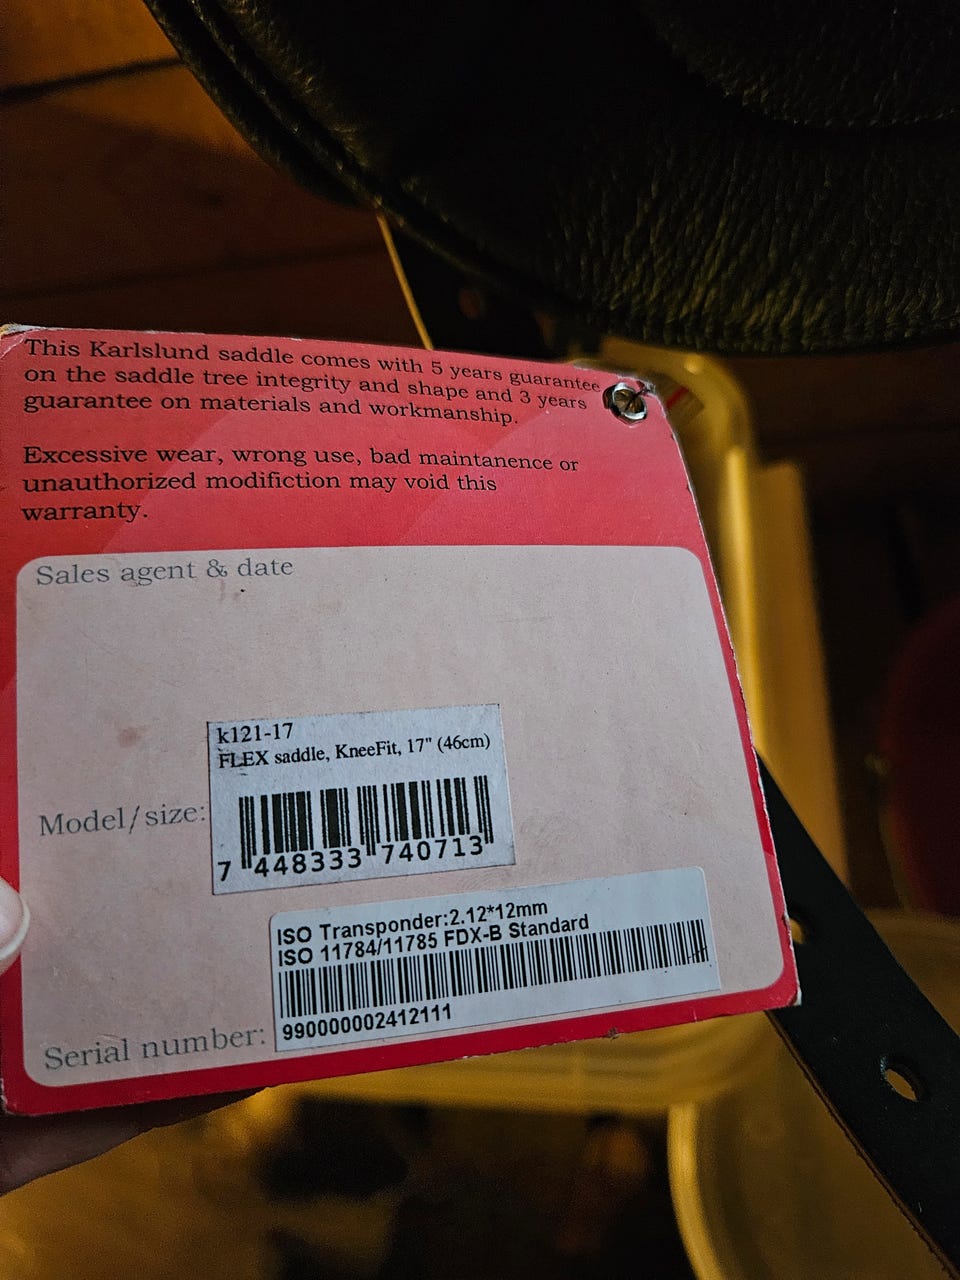 This Karlslund saddle comes with 5 years guarantee
on the saddle tree integrity and shape and 3 years
guarantee on materials and workmanship.
Excessive wear, wrong use, bad maintanence or
unauthorized modifiction may void this
warranty.
Sales agent & date
k121-17
FLEX saddle, KneeFit, 17" (46cm)
Model/size:
7 448333 740713
ISO Transponder:2.12*12mm
ISO 11784/11785 FDX-B Standard
990000002412111
Serial number: